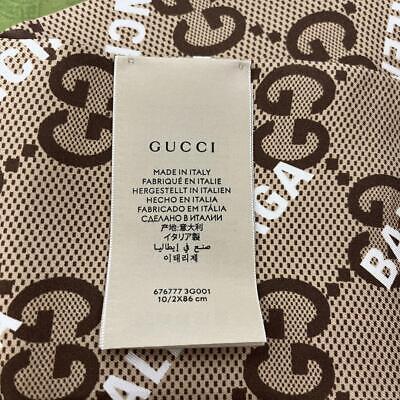 GUCCI
MADE IN ITALY
FABRIQUÉ EN ITALIE
HERGESTELLT IN ITALIEN
HECHO EN ITALIA
FABRICADO EM ITÁLIA
СДЕЛАНО В ИТАЛИИ
产地:意大利
イタリア製
صنع في إيطاليا
이태리제
676777 3G001
10/2X86 cm